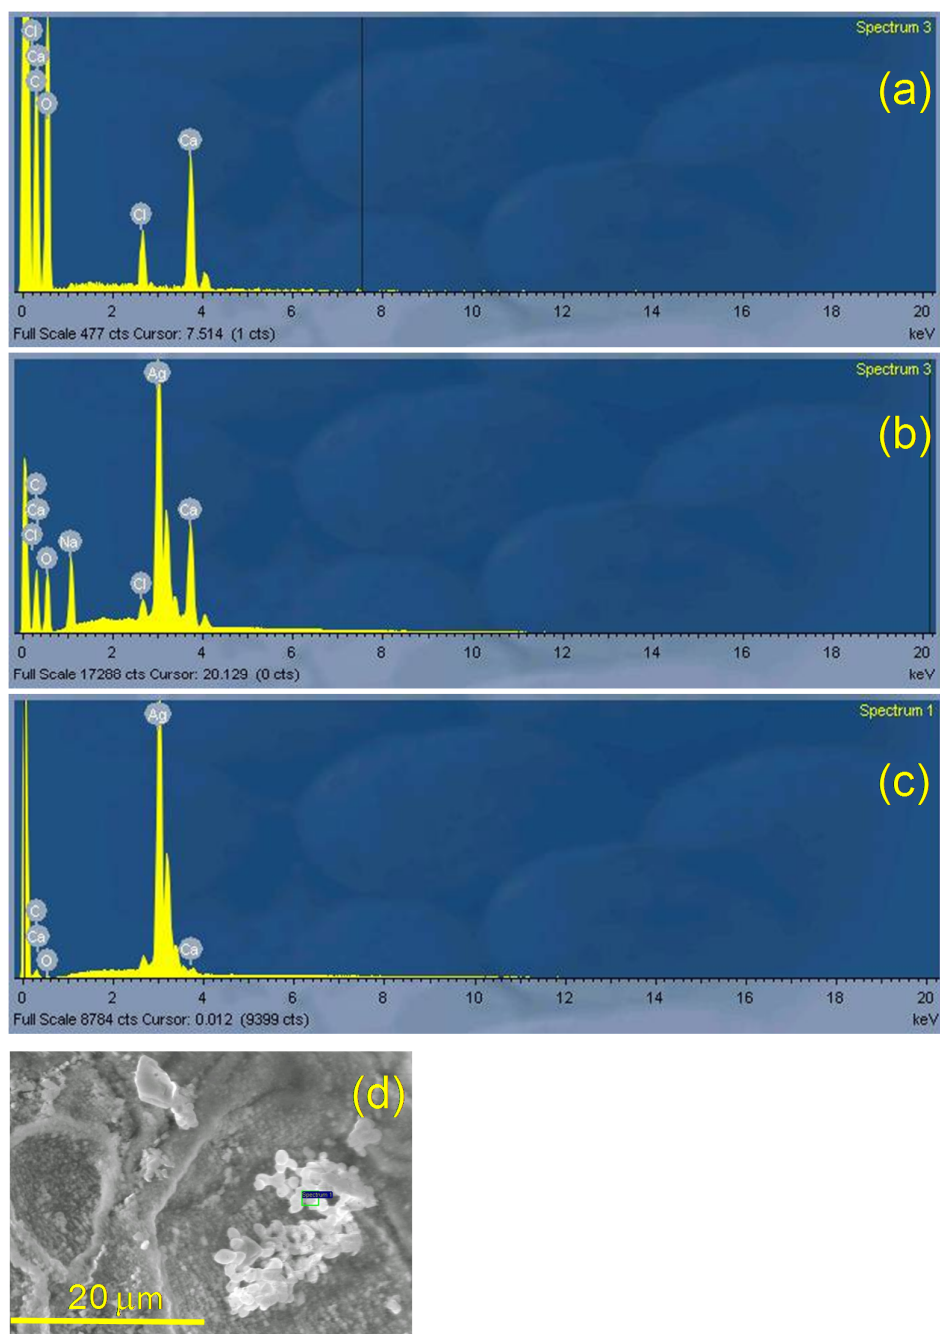 Spectrum 3
(a)
Cl
Ca
C
O
Ca
Cl
0 2 4 6 8 10 12 14 16 18 20
Full Scale 477 cts Cursor: 7.514 (1 cts) keV
Spectrum 3
(b)
Ag
C
Ca
Ca
Cl
Na
O
Cl
0 2 4 6 8 10 12 14 16 18 20
Full Scale 17288 cts Cursor: 20.129 (0 cts) keV
Spectrum 1
(c)
Ag
C
Ca
Ca
O
0 2 4 6 8 10 12 14 16 18 20
Full Scale 8784 cts Cursor: 0.012 (9399 cts) keV
(d)
Spectrum 1
20 μm